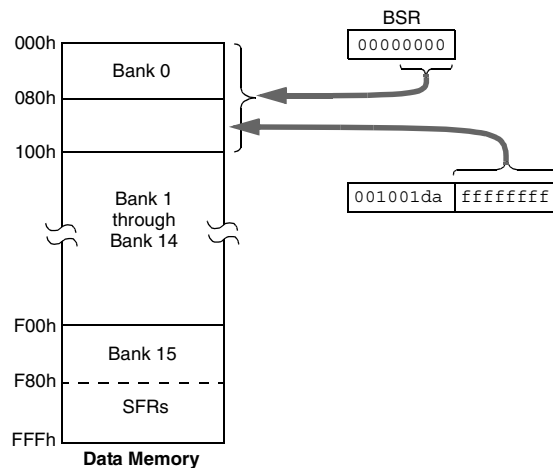 BSR
00000000
000h
Bank 0
080h
100h
001001da ffffffff
Bank 1
through
Bank 14
F00h
Bank 15
F80h
SFRs
FFFh
Data Memory